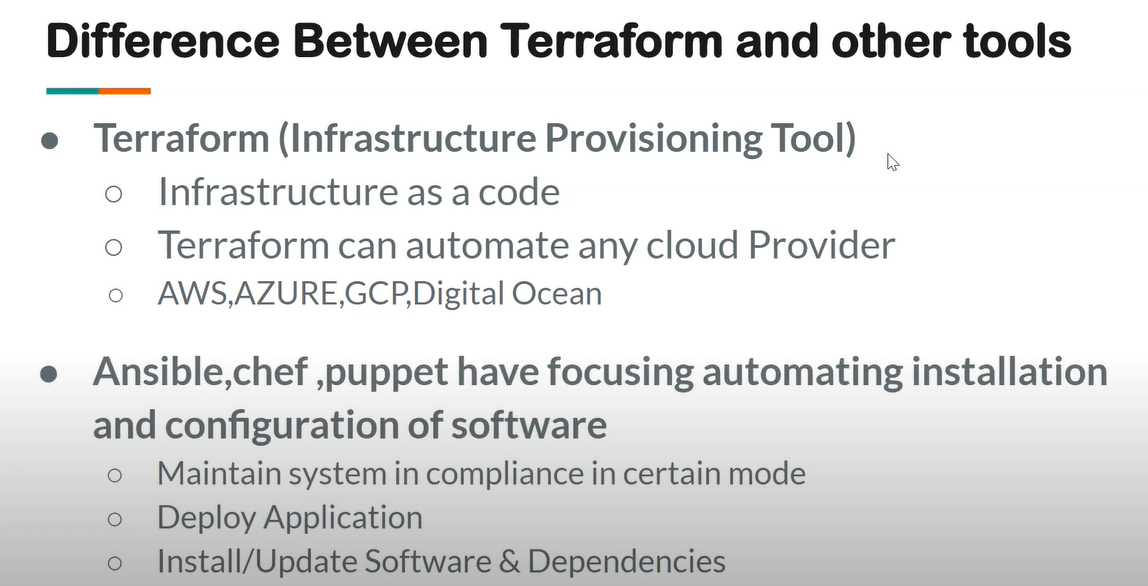 Difference Between Terraform and other tools
● Terraform (Infrastructure Provisioning Tool)
○ Infrastructure as a code
○ Terraform can automate any cloud Provider
○ AWS,AZURE,GCP,Digital Ocean
● Ansible,chef ,puppet have focusing automating installation
and configuration of software
○ Maintain system in compliance in certain mode
○ Deploy Application
○ Install/Update Software & Dependencies